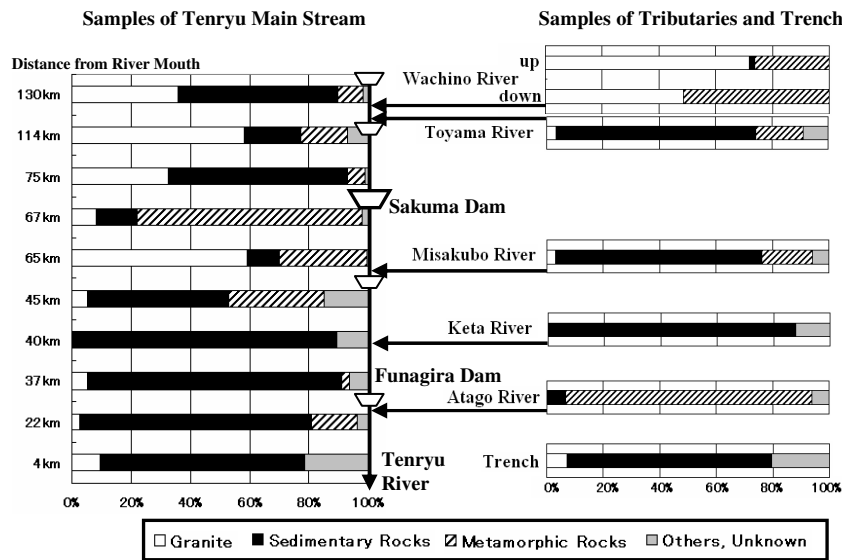 Samples of Tenryu Main Stream
Samples of Tributaries and Trench
Distance from River Mouth
130km
114km
75km
67km
65km
45km
40km
37km
22km
4km
0%
20%
40%
60%
80%
100%
Wachino River
up
down
Toyama River
Sakuma Dam
Misakubo River
Keta River
Funagira Dam
Atago River
Tenryu
River
Trench
0%
20%
40%
60%
80%
100%
Granite
Sedimentary Rocks
Metamorphic Rocks
Others, Unknown